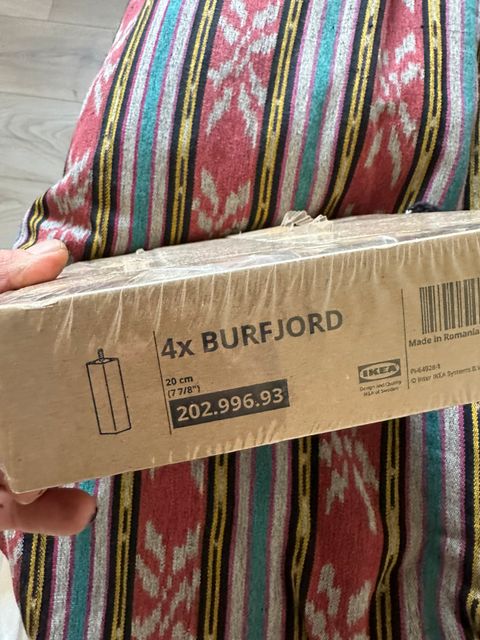 4x BURFJORD
20 cm
(7 7/8")
202.996.93
IKEA
Design and Quality
IKEA of Sweden
Made in Romania
© Inter IKEA Systems B.V.